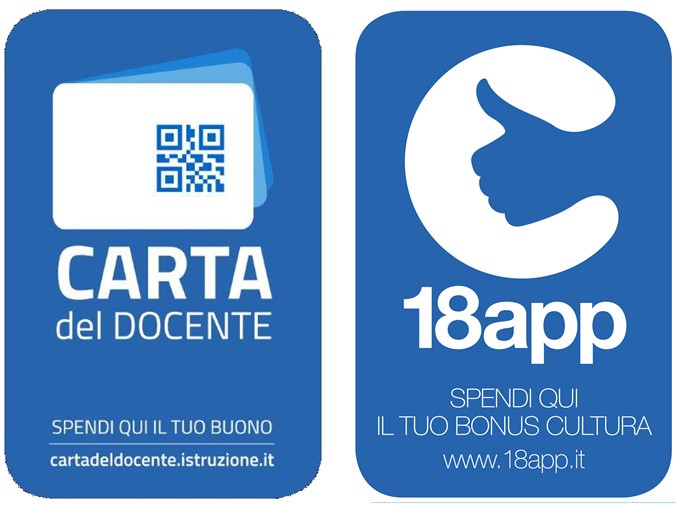 CARTA
del DOCENTE
SPENDI QUI IL TUO BUONO
cartadeldocente.istruzione.it
18app
SPENDI QUI
IL TUO BONUS CULTURA
www.18app.it